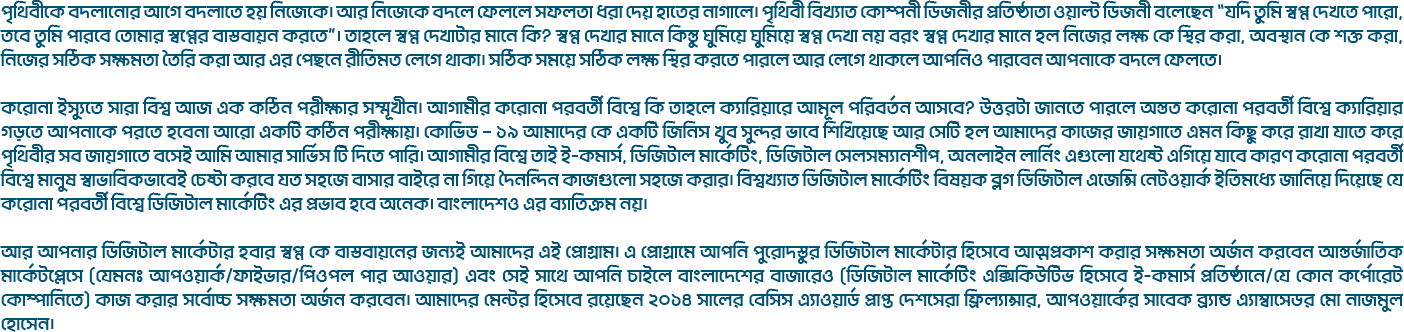 পৃথিবীকে বদলানোর আগে বদলাতে হয় নিজেকে। আর নিজেকে বদলে ফেললে সফলতা ধরা দেয় হাতের নাগালে। পৃথিবী বিখ্যাত কোম্পনী ডিজনীর প্রতিষ্ঠাতা ওয়াল্ট ডিজনী বলেছেন “যদি তুমি স্বপ্ন দেখতে পারো,
তবে তুমি পারবে তোমার স্বপ্নের বাস্তবায়ন করতে”। তাহলে স্বপ্ন দেখাটার মানে কি? স্বপ্ন দেখার মানে কিন্তু ঘুমিয়ে ঘুমিয়ে স্বপ্ন দেখা নয় বরং স্বপ্ন দেখার মানে হল নিজের লক্ষ কে স্থির করা, অবস্থান কে শক্ত করা,
নিজের সঠিক সক্ষমতা তৈরি করা আর এর পেছনে রীতিমত লেগে থাকা। সঠিক সময়ে সঠিক লক্ষ স্থির করতে পারলে আর লেগে থাকলে আপনিও পারবেন আপনাকে বদলে ফেলতে।
করোনা ইস্যুতে সারা বিশ্ব আজ এক কঠিন পরীক্ষার সম্মূখীন। আগামীর করোনা পরবর্তী বিশ্বে কি তাহলে ক্যারিয়ারে আমূল পরিবর্তন আসবে? উত্তরটা জানতে পারলে অন্তত করোনা পরবর্তী বিশ্বে ক্যারিয়ার
গড়তে আপনাকে পরতে হবেনা আরো একটি কঠিন পরীক্ষায়। কোভিড – ১৯ আমাদের কে একটি জিনিস খুব সুন্দর ভাবে শিখিয়েছে আর সেটি হল আমাদের কাজের জায়গাতে এমন কিছু করে রাখা যাতে করে
পৃথিবীর সব জায়গাতে বসেই আমি আমার সার্ভিস টি দিতে পারি। আগামীর বিশ্বে তাই ই-কমার্স, ডিজিটাল মার্কেটিং, ডিজিটাল সেলসম্যানশীপ, অনলাইন লার্নিং এগুলো যথেষ্ট এগিয়ে যাবে কারণ করোনা পরবর্তী
বিশ্বে মানুষ স্বাভাবিকভাবেই চেষ্টা করবে যত সহজে বাসার বাইরে না গিয়ে দৈনন্দিন কাজগুলো সহজে করার। বিশ্বখ্যাত ডিজিটাল মার্কেটিং বিষয়ক ব্লগ ডিজিটাল এজেন্সি নেটওয়ার্ক ইতিমধ্যে জানিয়ে দিয়েছে যে
করোনা পরবর্তী বিশ্বে ডিজিটাল মার্কেটিং এর প্রভাব হবে অনেক। বাংলাদেশও এর ব্যাতিক্রম নয়।
আর আপনার ডিজিটাল মার্কেটার হবার স্বপ্ন কে বাস্তবায়নের জন্যই আমাদের এই প্রোগ্রাম। এ প্রোগ্রামে আপনি পুরোদস্তুর ডিজিটাল মার্কেটার হিসেবে আত্মপ্রকাশ করার সক্ষমতা অর্জন করবেন আন্তর্জাতিক
মার্কেটপ্লেসে (যেমনঃ আপওয়ার্ক/ফাইভার/পিওপল পার আওয়ার) এবং সেই সাথে আপনি চাইলে বাংলাদেশের বাজারেও (ডিজিটাল মার্কেটিং এক্সিকিউটিভ হিসেবে ই-কমার্স প্রতিষ্ঠানে/যে কোন কর্পোরেট
কোম্পানিতে) কাজ করার সর্বোচ্চ সক্ষমতা অর্জন করবেন। আমাদের মেন্টর হিসেবে রয়েছেন ২০১৪ সালের বেসিস এ্যাওয়ার্ড প্রাপ্ত দেশসেরা ফ্রিল্যান্সার, আপওয়ার্কের সাবেক ব্র্যান্ড এ্যাম্বাসেডর মো নাজমুল
হোসেন।